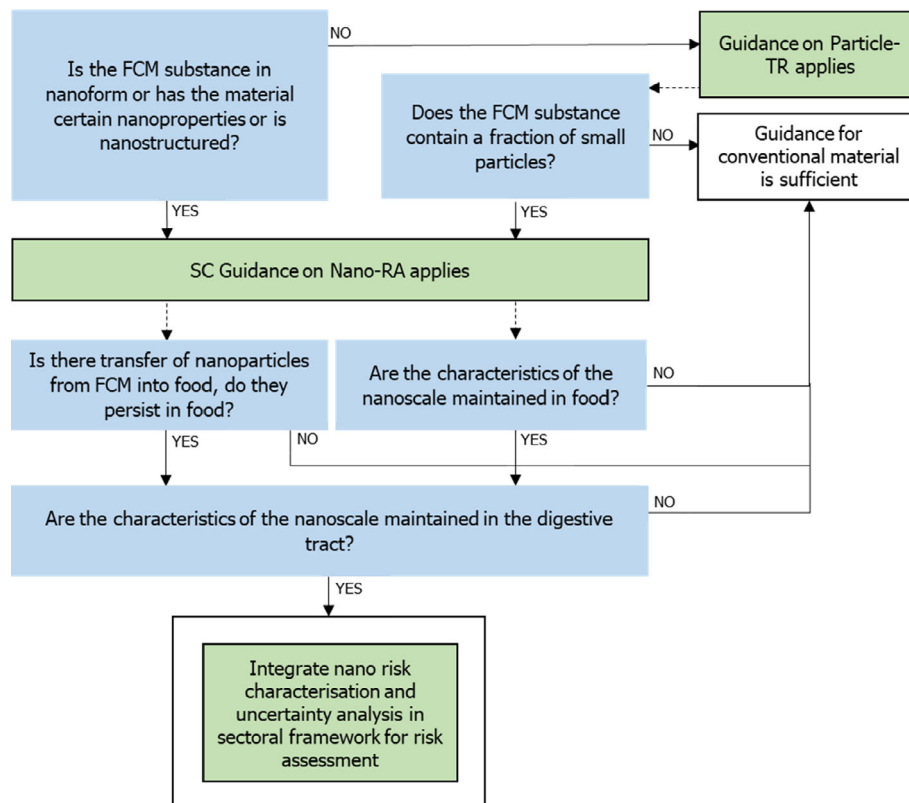 Is the FCM substance in
nanoform or has the material
certain nanoproperties or is
nanostructured?
NO
Guidance on Particle-
TR applies
Does the FCM substance
contain a fraction of small
particles?
NO
Guidance for
conventional material
is sufficient
YES
YES
SC Guidance on Nano-RA applies
Is there transfer of nanoparticles
from FCM into food, do they
persist in food?
Are the characteristics of the
nanoscale maintained in food?
NO
YES
NO
YES
Are the characteristics of the nanoscale maintained in the digestive
tract?
NO
YES
Integrate nano risk
characterisation and
uncertainty analysis in
sectoral framework for risk
assessment